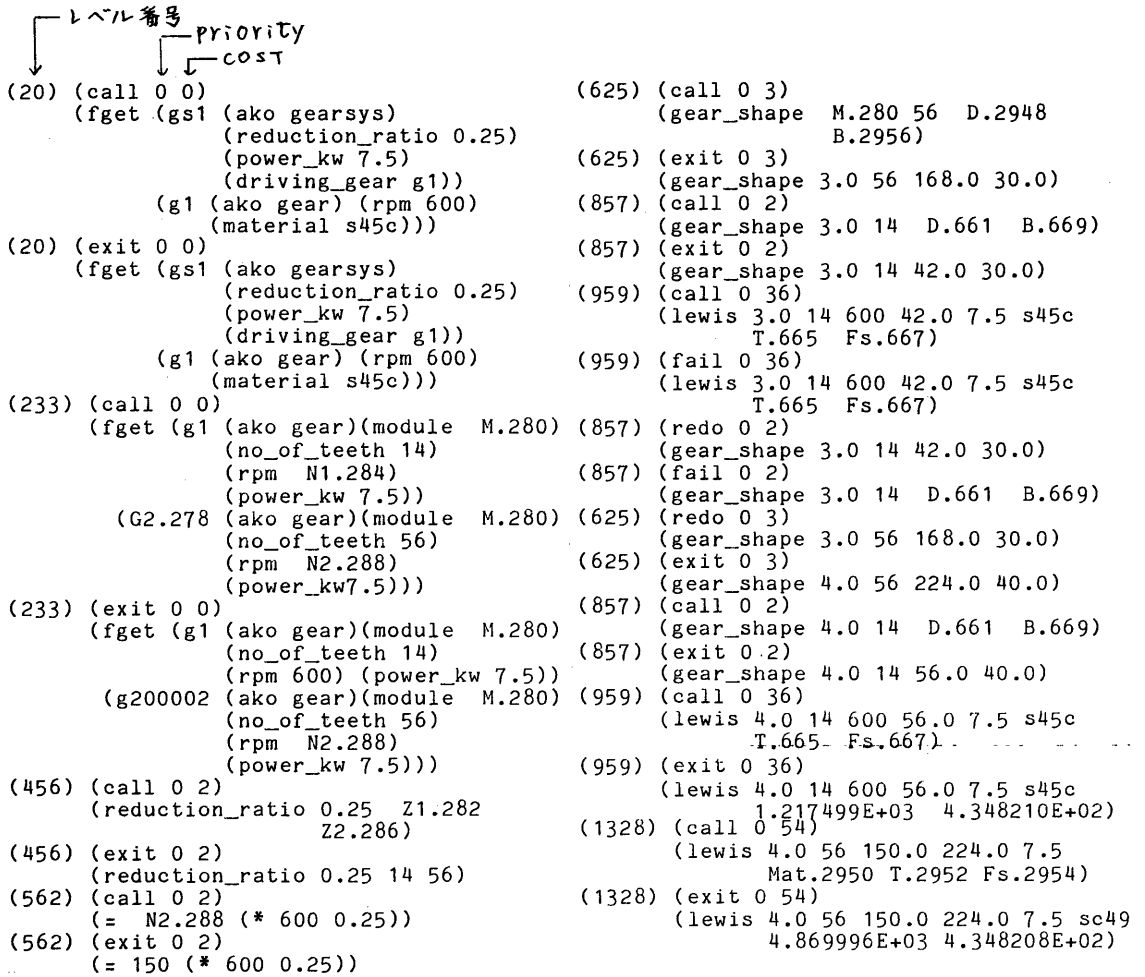 レベル番号
priority
COST
(20) (call 0 0)
(fget (gs1 (ako gearsys)
(reduction_ratio 0.25)
(power_kw 7.5)
(driving_gear g1))
(g1 (ako gear) (rpm 600)
(material s45c)))
(20) (exit 0 0)
(fget (gs1 (ako gearsys)
(reduction_ratio 0.25)
(power_kw 7.5)
(driving_gear g1))
(g1 (ako gear) (rpm 600)
(material s45c)))
(233) (call 0 0)
(fget (g1 (ako gear)(module M.280)
(no_of_teeth 14)
(rpm N1.284)
(power_kw 7.5))
(G2.278 (ako gear)(module M.280)
(no_of_teeth 56)
(rpm N2.288)
(power_kw7.5)))
(233) (exit 0 0)
(fget (g1 (ako gear)(module M.280)
(no_of_teeth 14)
(rpm 600) (power_kw 7.5))
(g200002 (ako gear)(module M.280)
(no_of_teeth 56)
(rpm N2.288)
(power_kw 7.5)))
(456) (call 0 2)
(reduction_ratio 0.25 Z1.282
Z2.286)
(456) (exit 0 2)
(reduction_ratio 0.25 14 56)
(562) (call 0 2)
(= N2.288 (* 600 0.25))
(562) (exit 0 2)
(= 150 (* 600 0.25))
(625) (call 0 3)
(gear_shape M.280 56 D.2948
B.2956)
(625) (exit 0 3)
(gear_shape 3.0 56 168.0 30.0)
(857) (call 0 2)
(gear_shape 3.0 14 D.661 B.669)
(857) (exit 0 2)
(gear_shape 3.0 14 42.0 30.0)
(959) (call 0 36)
(lewis 3.0 14 600 42.0 7.5 s45c
T.665 Fs.667)
(959) (fail 0 36)
(lewis 3.0 14 600 42.0 7.5 s45c
T.665 Fs.667)
(857) (redo 0 2)
(gear_shape 3.0 14 42.0 30.0)
(857) (fail 0 2)
(gear_shape 3.0 14 D.661 B.669)
(625) (redo 0 3)
(gear_shape 3.0 56 168.0 30.0)
(625) (exit 0 3)
(gear_shape 4.0 56 224.0 40.0)
(857) (call 0 2)
(gear_shape 4.0 14 D.661 B.669)
(857) (exit 0 2)
(gear_shape 4.0 14 56.0 40.0)
(959) (call 0 36)
(lewis 4.0 14 600 56.0 7.5 s45c
T.665 Fs.667)
(959) (exit 0 36)
(lewis 4.0 14 600 56.0 7.5 s45c
1.217499E+03 4.348210E+02)
(1328) (call 0 54)
(lewis 4.0 56 150.0 224.0 7.5
Mat.2950 T.2952 Fs.2954)
(1328) (exit 0 54)
(lewis 4.0 56 150.0 224.0 7.5 sc49
4.869996E+03 4.348208E+02)